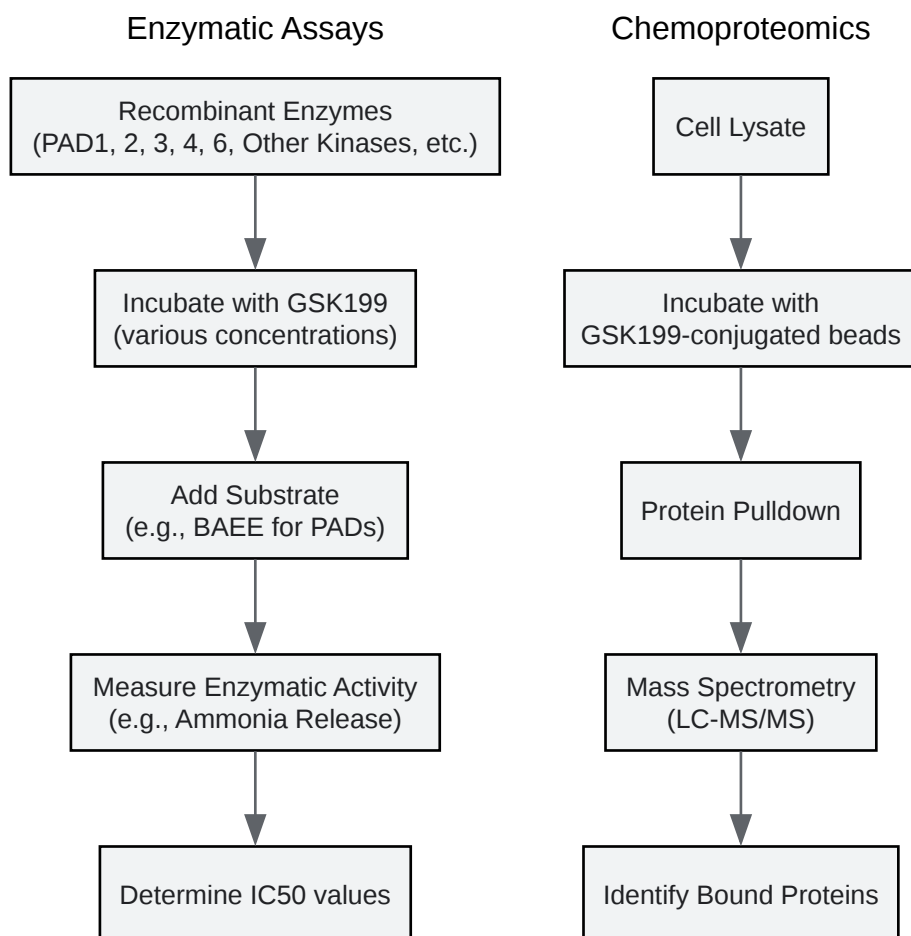 Enzymatic Assays
Recombinant Enzymes
(PAD1, 2, 3, 4, 6, Other Kinases, etc.)
Incubate with GSK199
(various concentrations)
Add Substrate
(e.g., BAEE for PADs)
Measure Enzymatic Activity
(e.g., Ammonia Release)
Determine IC50 values
Chemoproteomics
Cell Lysate
Incubate with
GSK199-conjugated beads
Protein Pulldown
Mass Spectrometry
(LC-MS/MS)
Identify Bound Proteins